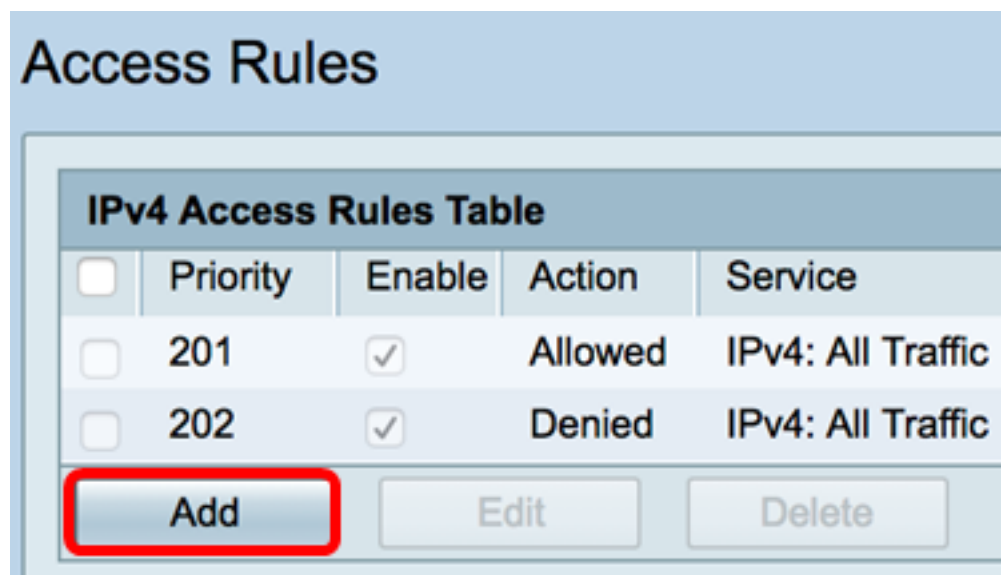 Access Rules
IPv4 Access Rules Table
Priority Enable Action Service
201 Allowed IPv4: All Traffic
202 Denied IPv4: All Traffic
Add Edit Delete